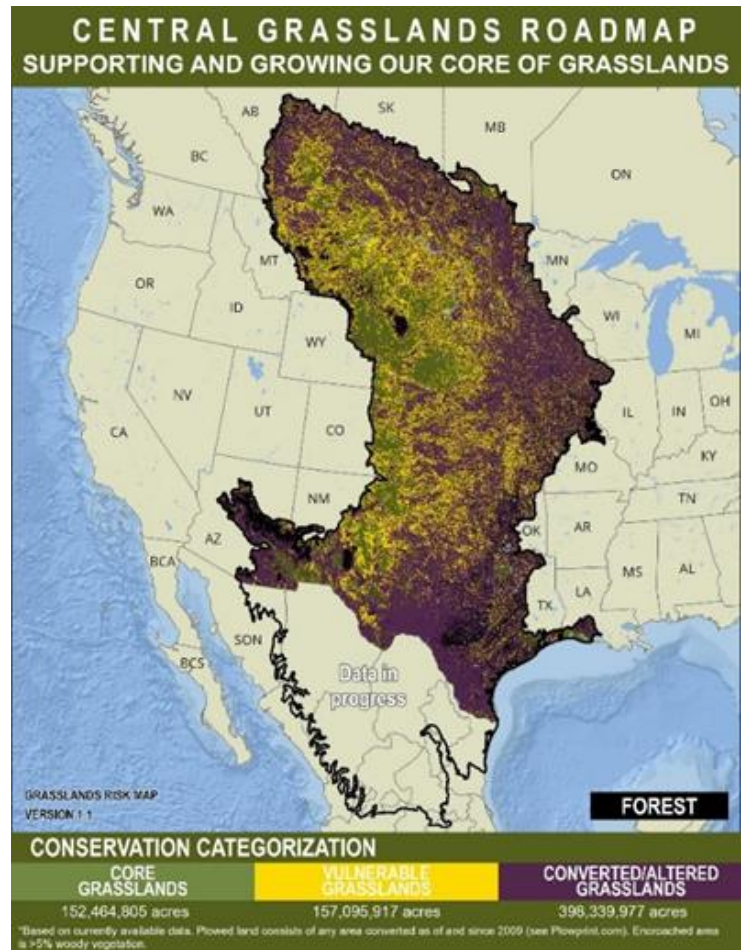 CENTRAL GRASSLANDS ROADMAP
SUPPORTING AND GROWING OUR CORE OF GRASSLANDS
AB
SK
MB
BC
ON
WA
MT
MN
OR
ID
WI
MI
WY
NV
UT
CO
IL
IN
OH
CA
MO
KY
AZ
NM
OK
AR
TN
BCA
MS
AL
TX
LA
SON
BCS
Data in
progress
GRASSLANDS RISK MAP
VERSION 1.1
FOREST
CONSERVATION CATEGORIZATION
CORE
GRASSLANDS
VULNERABLE
GRASSLANDS
CONVERTED/ALTERED
GRASSLANDS
152,464,805 acres
157,095,917 acres
398,339,977 acres
*Based on currently available data. Plowed land consists of any area converted as of and since 2009 (see Plowprint.com). Encroached area
is >5% woody vegetation.